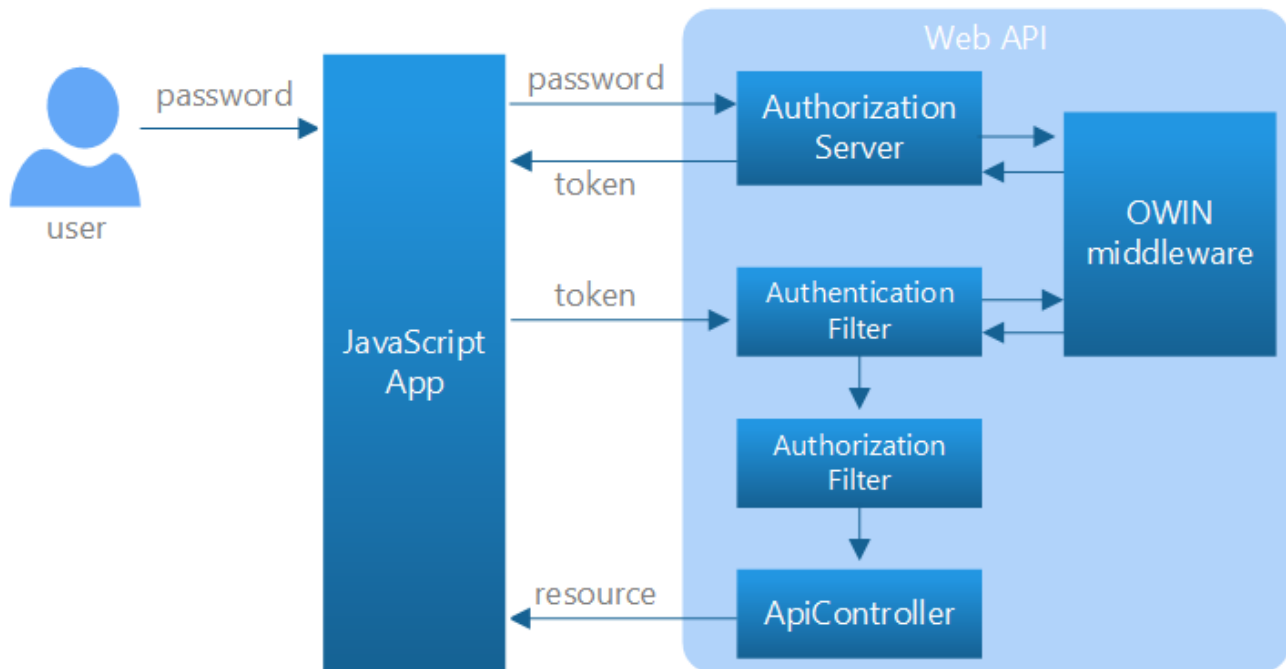 Web API
password
password
Authorization
Server
token
user
OWIN
middleware
token
Authentication
Filter
JavaScript
App
Authorization
Filter
resource
ApiController